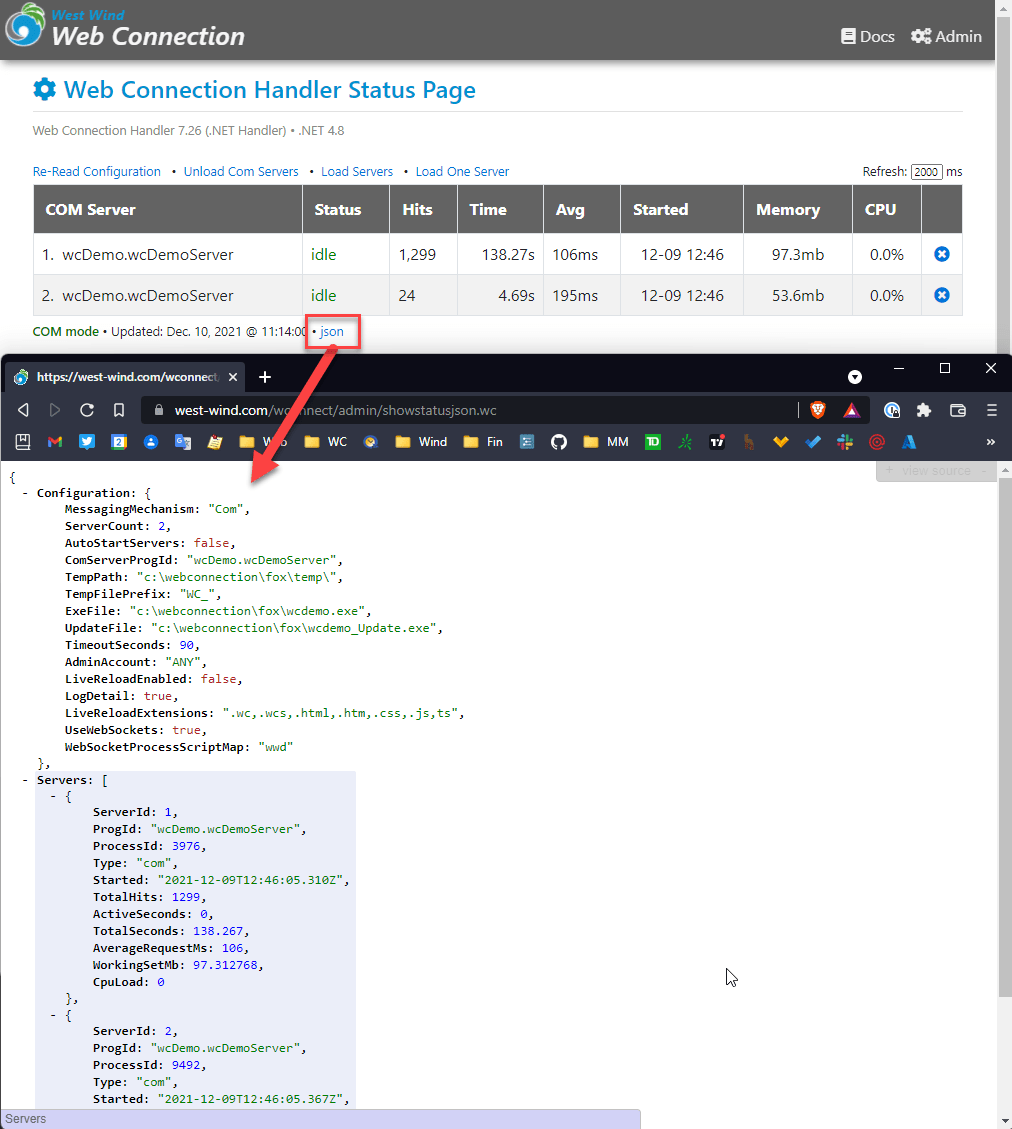 West Wind
Web Connection
Docs Admin
Web Connection Handler Status Page
Web Connection Handler 7.26 (.NET Handler) • .NET 4.8
Re-Read Configuration • Unload Com Servers • Load Servers • Load One Server Refresh: 2000 ms
COM Server Status Hits Time Avg Started Memory CPU
1. wcDemo.wcDemoServer idle 1,299 138.27s 106ms 12-09 12:46 97.3mb 0.0%
2. wcDemo.wcDemoServer idle 24 4.69s 195ms 12-09 12:46 53.6mb 0.0%
COM mode • Updated: Dec. 10, 2021 @ 11:14:00 • json
https://west-wind.com/wconnect
west-wind.com/wconnect/admin/showstatusjson.wc
WC Wind Fin MM TD
+ view source -
{
- Configuration: {
MessagingMechanism: "Com",
ServerCount: 2,
AutoStartServers: false,
ComServerProgId: "wcDemo.wcDemoServer",
TempPath: "c:\webconnection\fox\temp\",
TempFilePrefix: "WC_",
ExeFile: "c:\webconnection\fox\wcdemo.exe",
UpdateFile: "c:\webconnection\fox\wcdemo_Update.exe",
TimeoutSeconds: 90,
AdminAccount: "ANY",
LiveReloadEnabled: false,
LogDetail: true,
LiveReloadExtensions: ".wc,.wcs,.html,.htm,.css,.js,ts",
UseWebSockets: true,
WebSocketProcessScriptMap: "wwd"
},
- Servers: [
- {
ServerId: 1,
ProgId: "wcDemo.wcDemoServer",
ProcessId: 3976,
Type: "com",
Started: "2021-12-09T12:46:05.310Z",
TotalHits: 1299,
ActiveSeconds: 0,
TotalSeconds: 138.267,
AverageRequestMs: 106,
WorkingSetMb: 97.312768,
CpuLoad: 0
},
- {
ServerId: 2,
ProgId: "wcDemo.wcDemoServer",
ProcessId: 9492,
Type: "com",
Started: "2021-12-09T12:46:05.367Z",
Servers